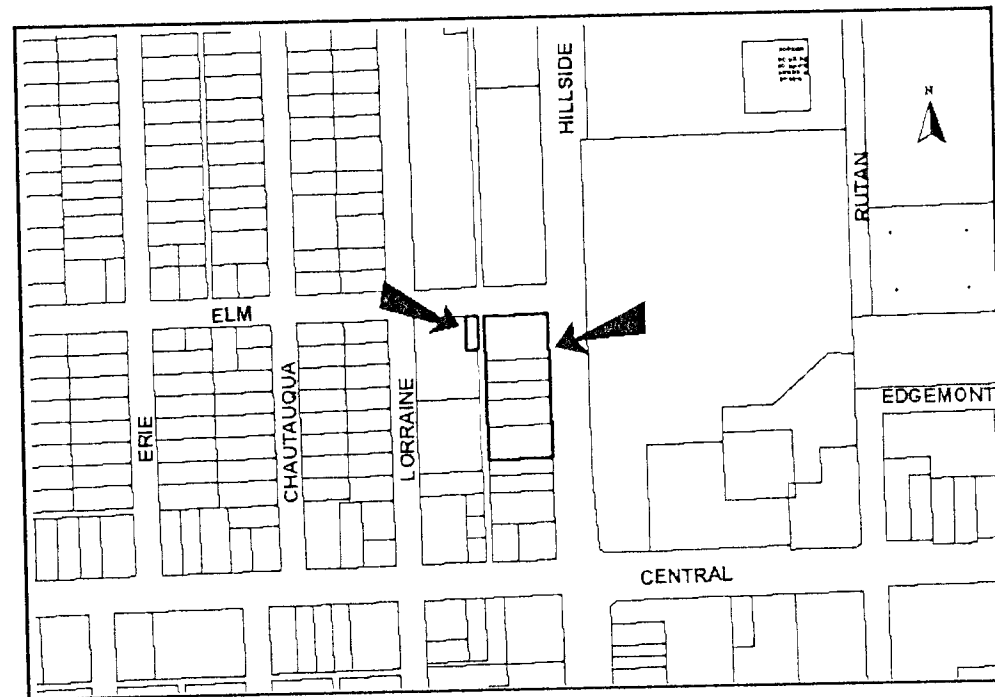 HILLSIDE
N
RUTAN
ELM
ERIE
CHAUTAUQUA
LORRAINE
EDGEMONT
CENTRAL